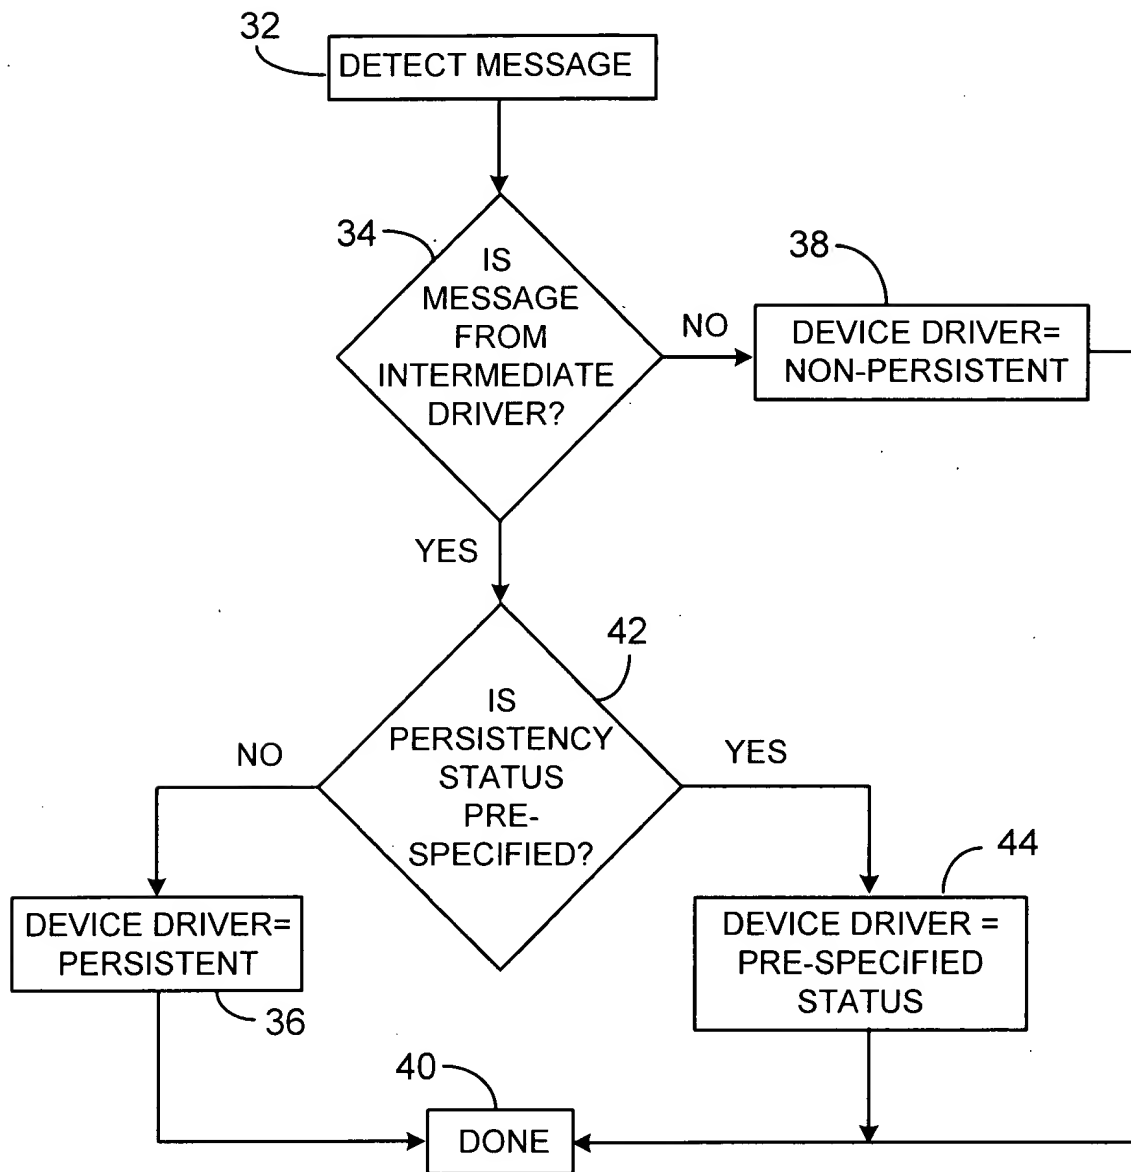 32
DETECT MESSAGE
34
IS
MESSAGE
FROM
INTERMEDIATE
DRIVER?
NO
38
DEVICE DRIVER=
NON-PERSISTENT
YES
42
IS
PERSISTENCY
STATUS
PRE-
SPECIFIED?
NO
YES
DEVICE DRIVER=
PERSISTENT
36
44
DEVICE DRIVER =
PRE-SPECIFIED
STATUS
40
DONE